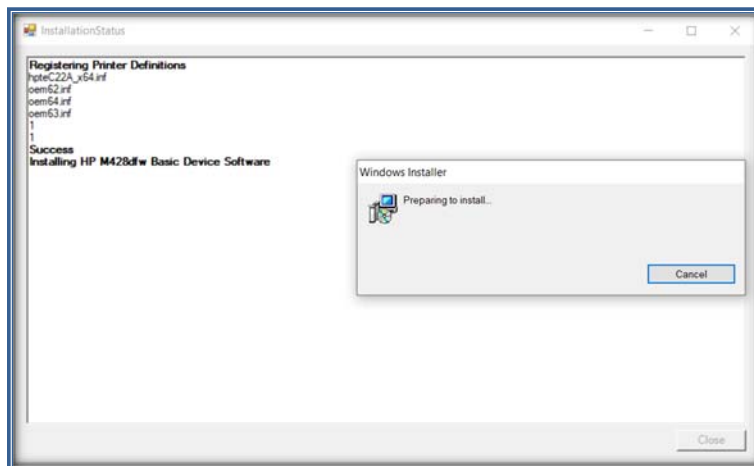 InstallationStatus
Registering Printer Definitions
hpteC22A_x64.inf
oem62.inf
oem64.inf
oem63.inf
1
1
Success
Installing HP M428dfw Basic Device Software
Windows Installer
Preparing to install...
Cancel
Close